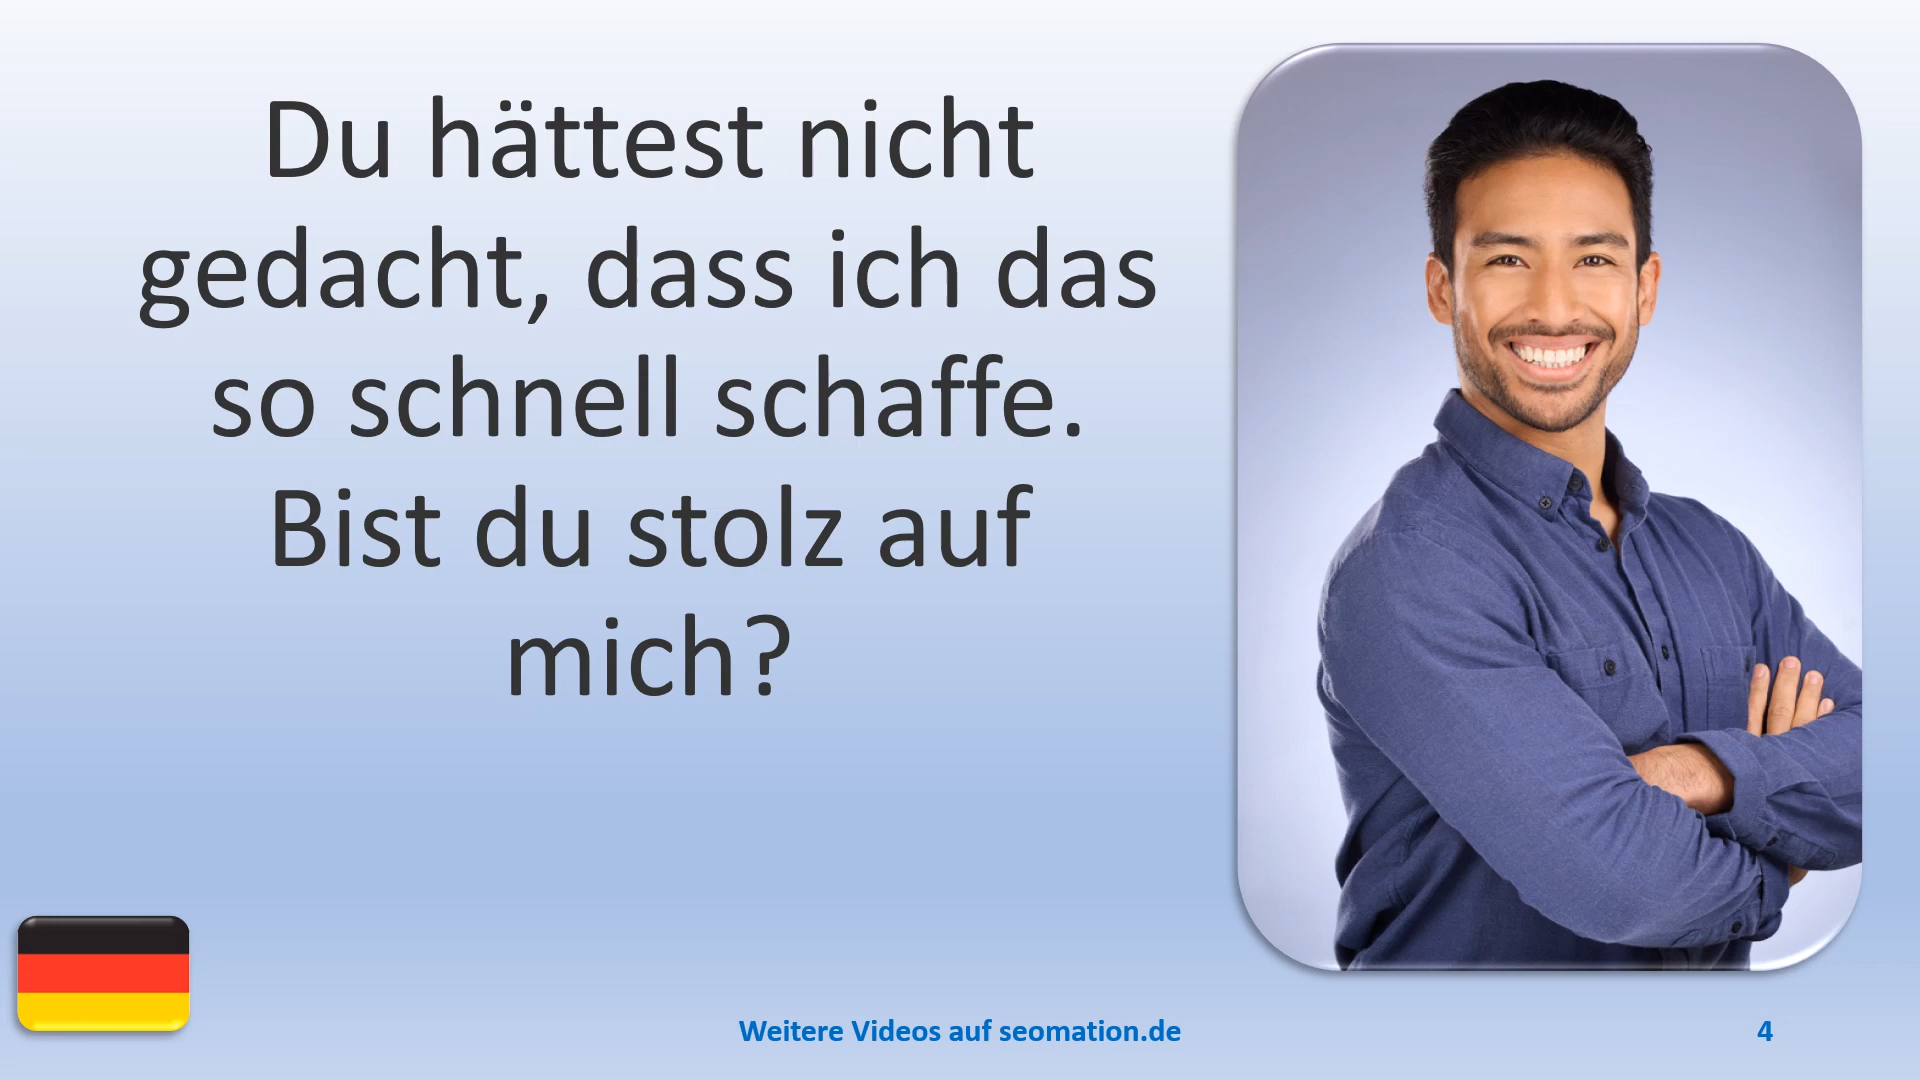 Du hättest nicht
gedacht, dass ich das
so schnell schaffe.
Bist du stolz auf
mich?
Weitere Videos auf seomation.de
4